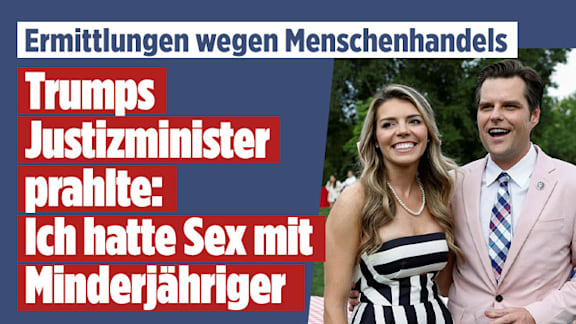 Ermittlungen wegen Menschenhandels
Trumps
Justizminister
prahlte:
Ich hatte Sex mit
Minderjähriger